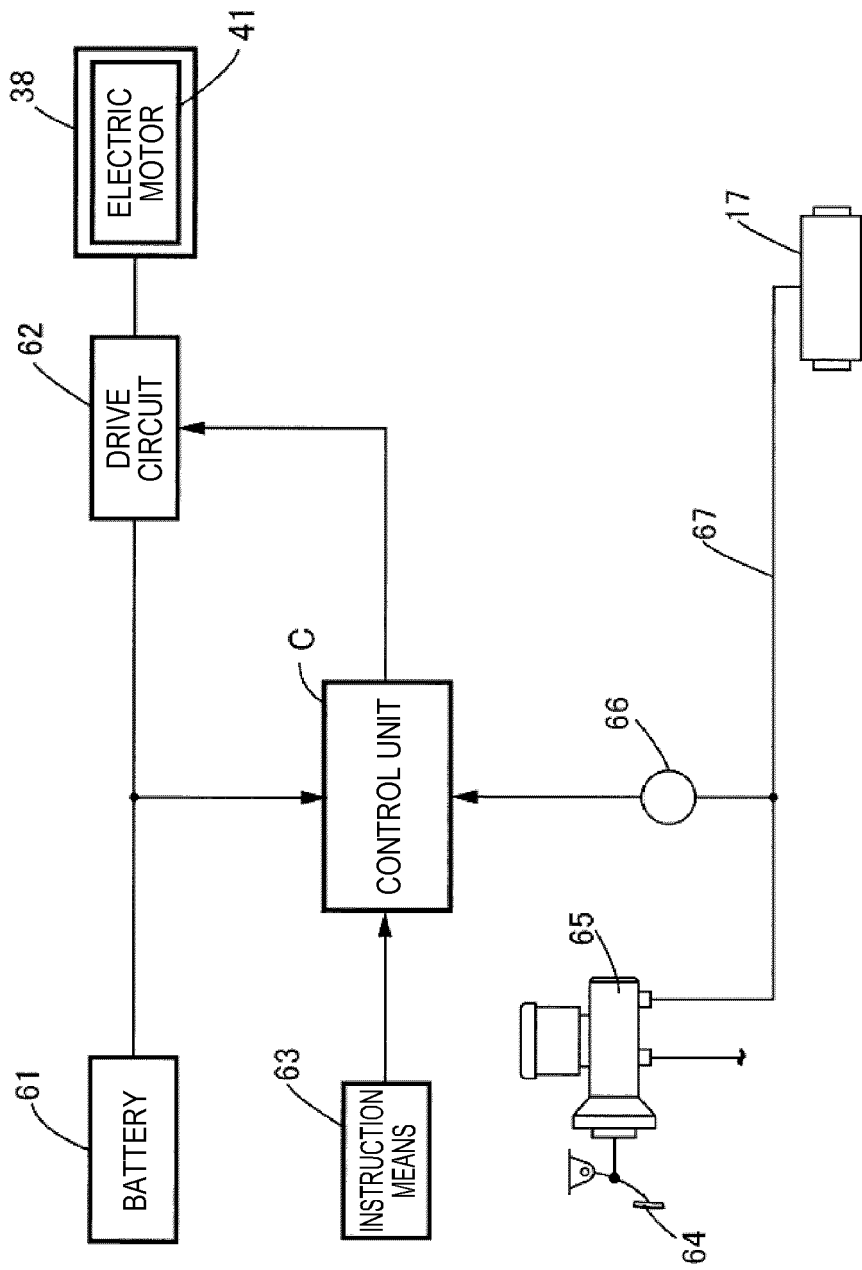 61
BATTERY
62
DRIVE
CIRCUIT
38
ELECTRIC
MOTOR
41
63
INSTRUCTION
MEANS
C
CONTROL UNIT
64
65
66
67
17